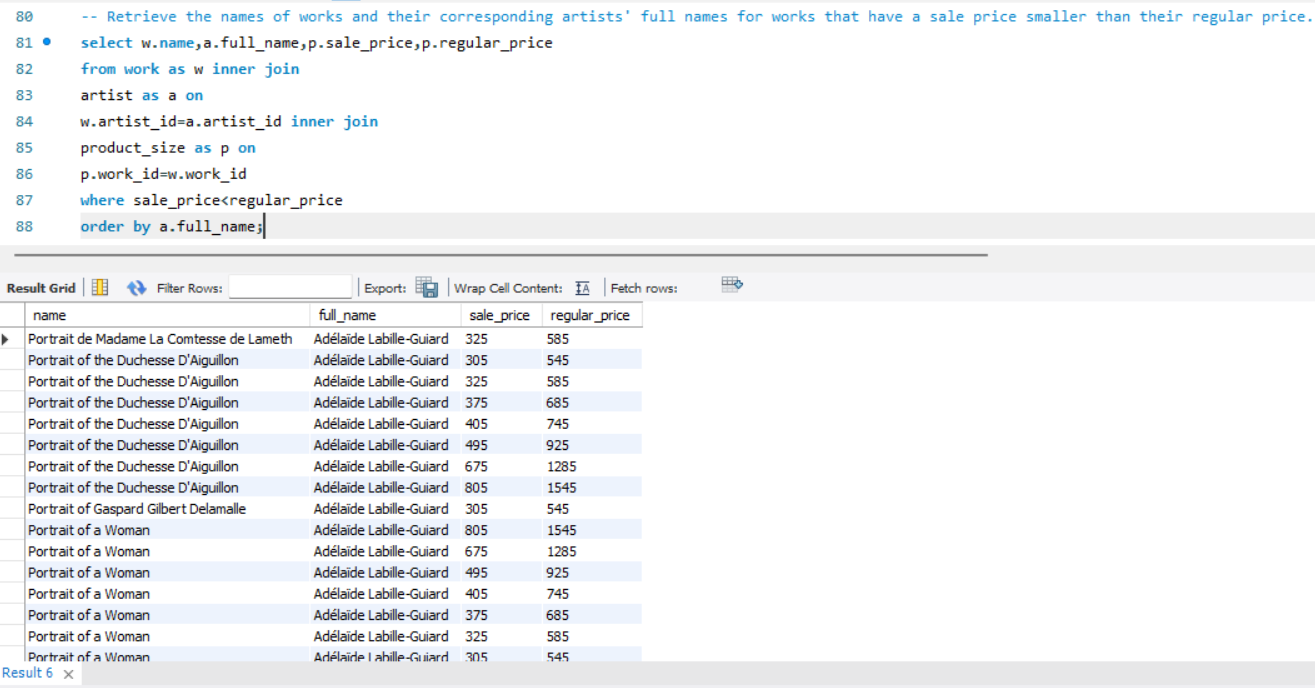 80 -- Retrieve the names of works and their corresponding artists' full names for works that have a sale price smaller than their regular price.
81 select w.name,a.full_name,p.sale_price,p.regular_price
82 from work as w inner join
83 artist as a on
84 w.artist_id=a.artist_id inner join
85 product_size as p on
86 p.work_id=w.work_id
87 where sale_price<regular_price
88 order by a.full_name;
Result Grid Filter Rows: Export: Wrap Cell Content: Fetch rows:
name full_name sale_price regular_price
Portrait de Madame La Comtesse de Lameth Adélaïde Labille-Guiard 325 585
Portrait of the Duchesse D'Aiguillon Adélaïde Labille-Guiard 305 545
Portrait of the Duchesse D'Aiguillon Adélaïde Labille-Guiard 325 585
Portrait of the Duchesse D'Aiguillon Adélaïde Labille-Guiard 375 685
Portrait of the Duchesse D'Aiguillon Adélaïde Labille-Guiard 405 745
Portrait of the Duchesse D'Aiguillon Adélaïde Labille-Guiard 495 925
Portrait of the Duchesse D'Aiguillon Adélaïde Labille-Guiard 675 1285
Portrait of the Duchesse D'Aiguillon Adélaïde Labille-Guiard 805 1545
Portrait of Gaspard Gilbert Delamalle Adélaïde Labille-Guiard 305 545
Portrait of a Woman Adélaïde Labille-Guiard 805 1545
Portrait of a Woman Adélaïde Labille-Guiard 675 1285
Portrait of a Woman Adélaïde Labille-Guiard 495 925
Portrait of a Woman Adélaïde Labille-Guiard 405 745
Portrait of a Woman Adélaïde Labille-Guiard 375 685
Portrait of a Woman Adélaïde Labille-Guiard 325 585
Portrait of a Woman Adélaïde Labille-Guiard 305 545
Result 6